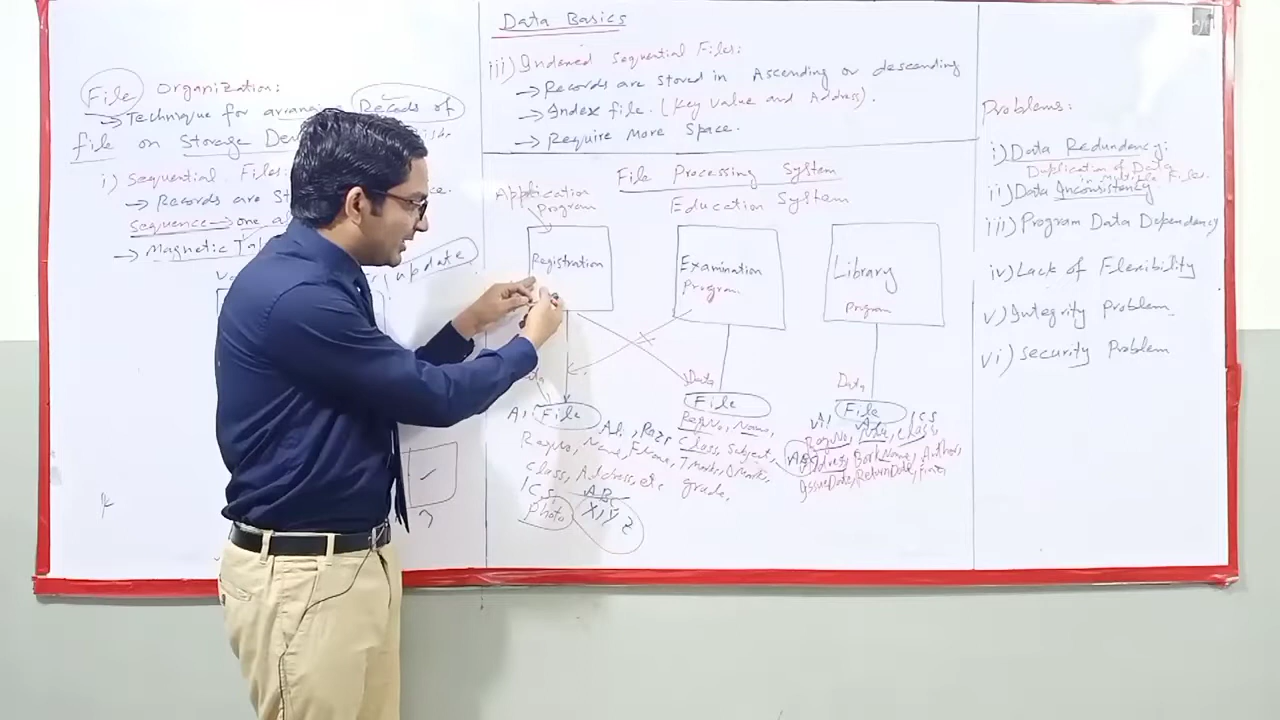 Data Basics
File Organization:
→ Technique for arranging Recods of
file on Storage
i) Sequential Files:
→ Records are
sequence → one
→ Magnetic
update
iii) Indexed Sequential Files:
→ Records are stored in Ascending or descending
→ Index file. (Key Value and Address).
→ Require More Space.
File Processing System
Education System
Application
Program
Registration
Examination
Program.
Library
Program
Data
File
RegNo, Name, FName,
Class, Address, etc
Photo
X, Y, Z
Data
File
RegNo, Name,
Class, Subject,
TMarks, OMarks,
grade,
Data
File
RegNo, Name, Class,
Address, BookName, Author,
IssueDate, ReturnDate, Fine,
Problems:
i) Data Redundancy:
Duplication of Data
in multiple Files.
ii) Data Inconsistency
iii) Program Data Dependency
iv) Lack of Flexibility
v) Integrity Problem
vi) Security Problem